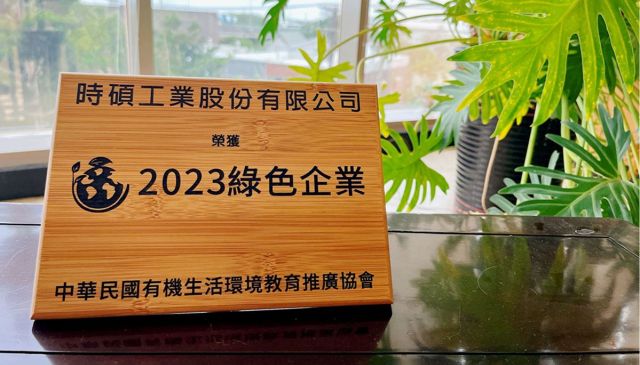 時碩工業股份有限公司
榮獲
2023綠色企業
中華民國有機生活環境教育推廣協會